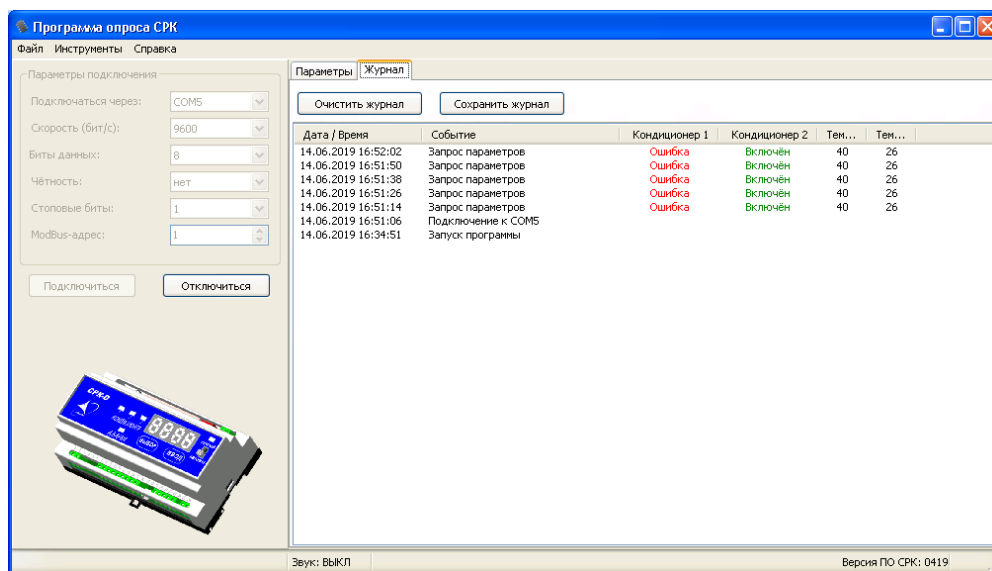 Программа опроса СРК
Файл Инструменты Справка
Параметры подключения
Подключаться через: COM5
Скорость (бит/с): 9600
Биты данных: 8
Чётность: нет
Стоповые биты: 1
ModBus-адрес: 1
Подключиться Отключиться
СРК-D
ВЫБОР
ВВОД
Параметры Журнал
Очистить журнал Сохранить журнал
Дата / Время Событие Кондиционер 1 Кондиционер 2 Тем... Тем...
14.06.2019 16:52:02 Запрос параметров Ошибка Включён 40 26
14.06.2019 16:51:50 Запрос параметров Ошибка Включён 40 26
14.06.2019 16:51:38 Запрос параметров Ошибка Включён 40 26
14.06.2019 16:51:26 Запрос параметров Ошибка Включён 40 26
14.06.2019 16:51:14 Запрос параметров Ошибка Включён 40 26
14.06.2019 16:51:06 Подключение к COM5
14.06.2019 16:34:51 Запуск программы
Звук: ВЫКЛ Версия ПО СРК: 0419